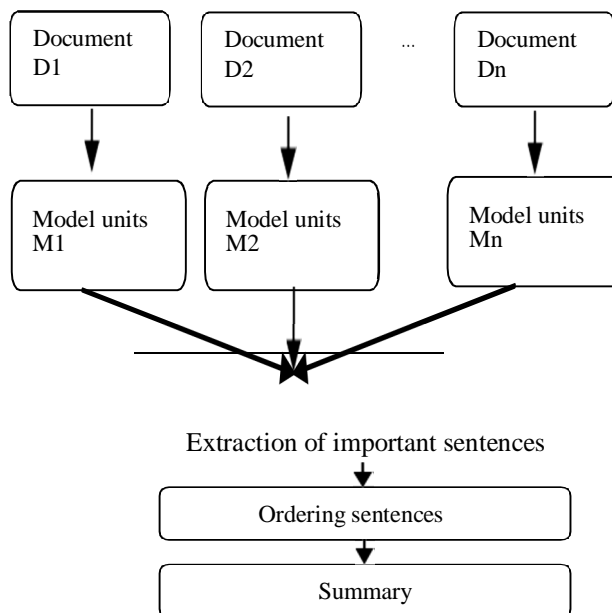 Document
D1
Document
D2
...
Document
Dn
Model units
M1
Model units
M2
Model units
Mn
Extraction of important sentences
Ordering sentences
Summary